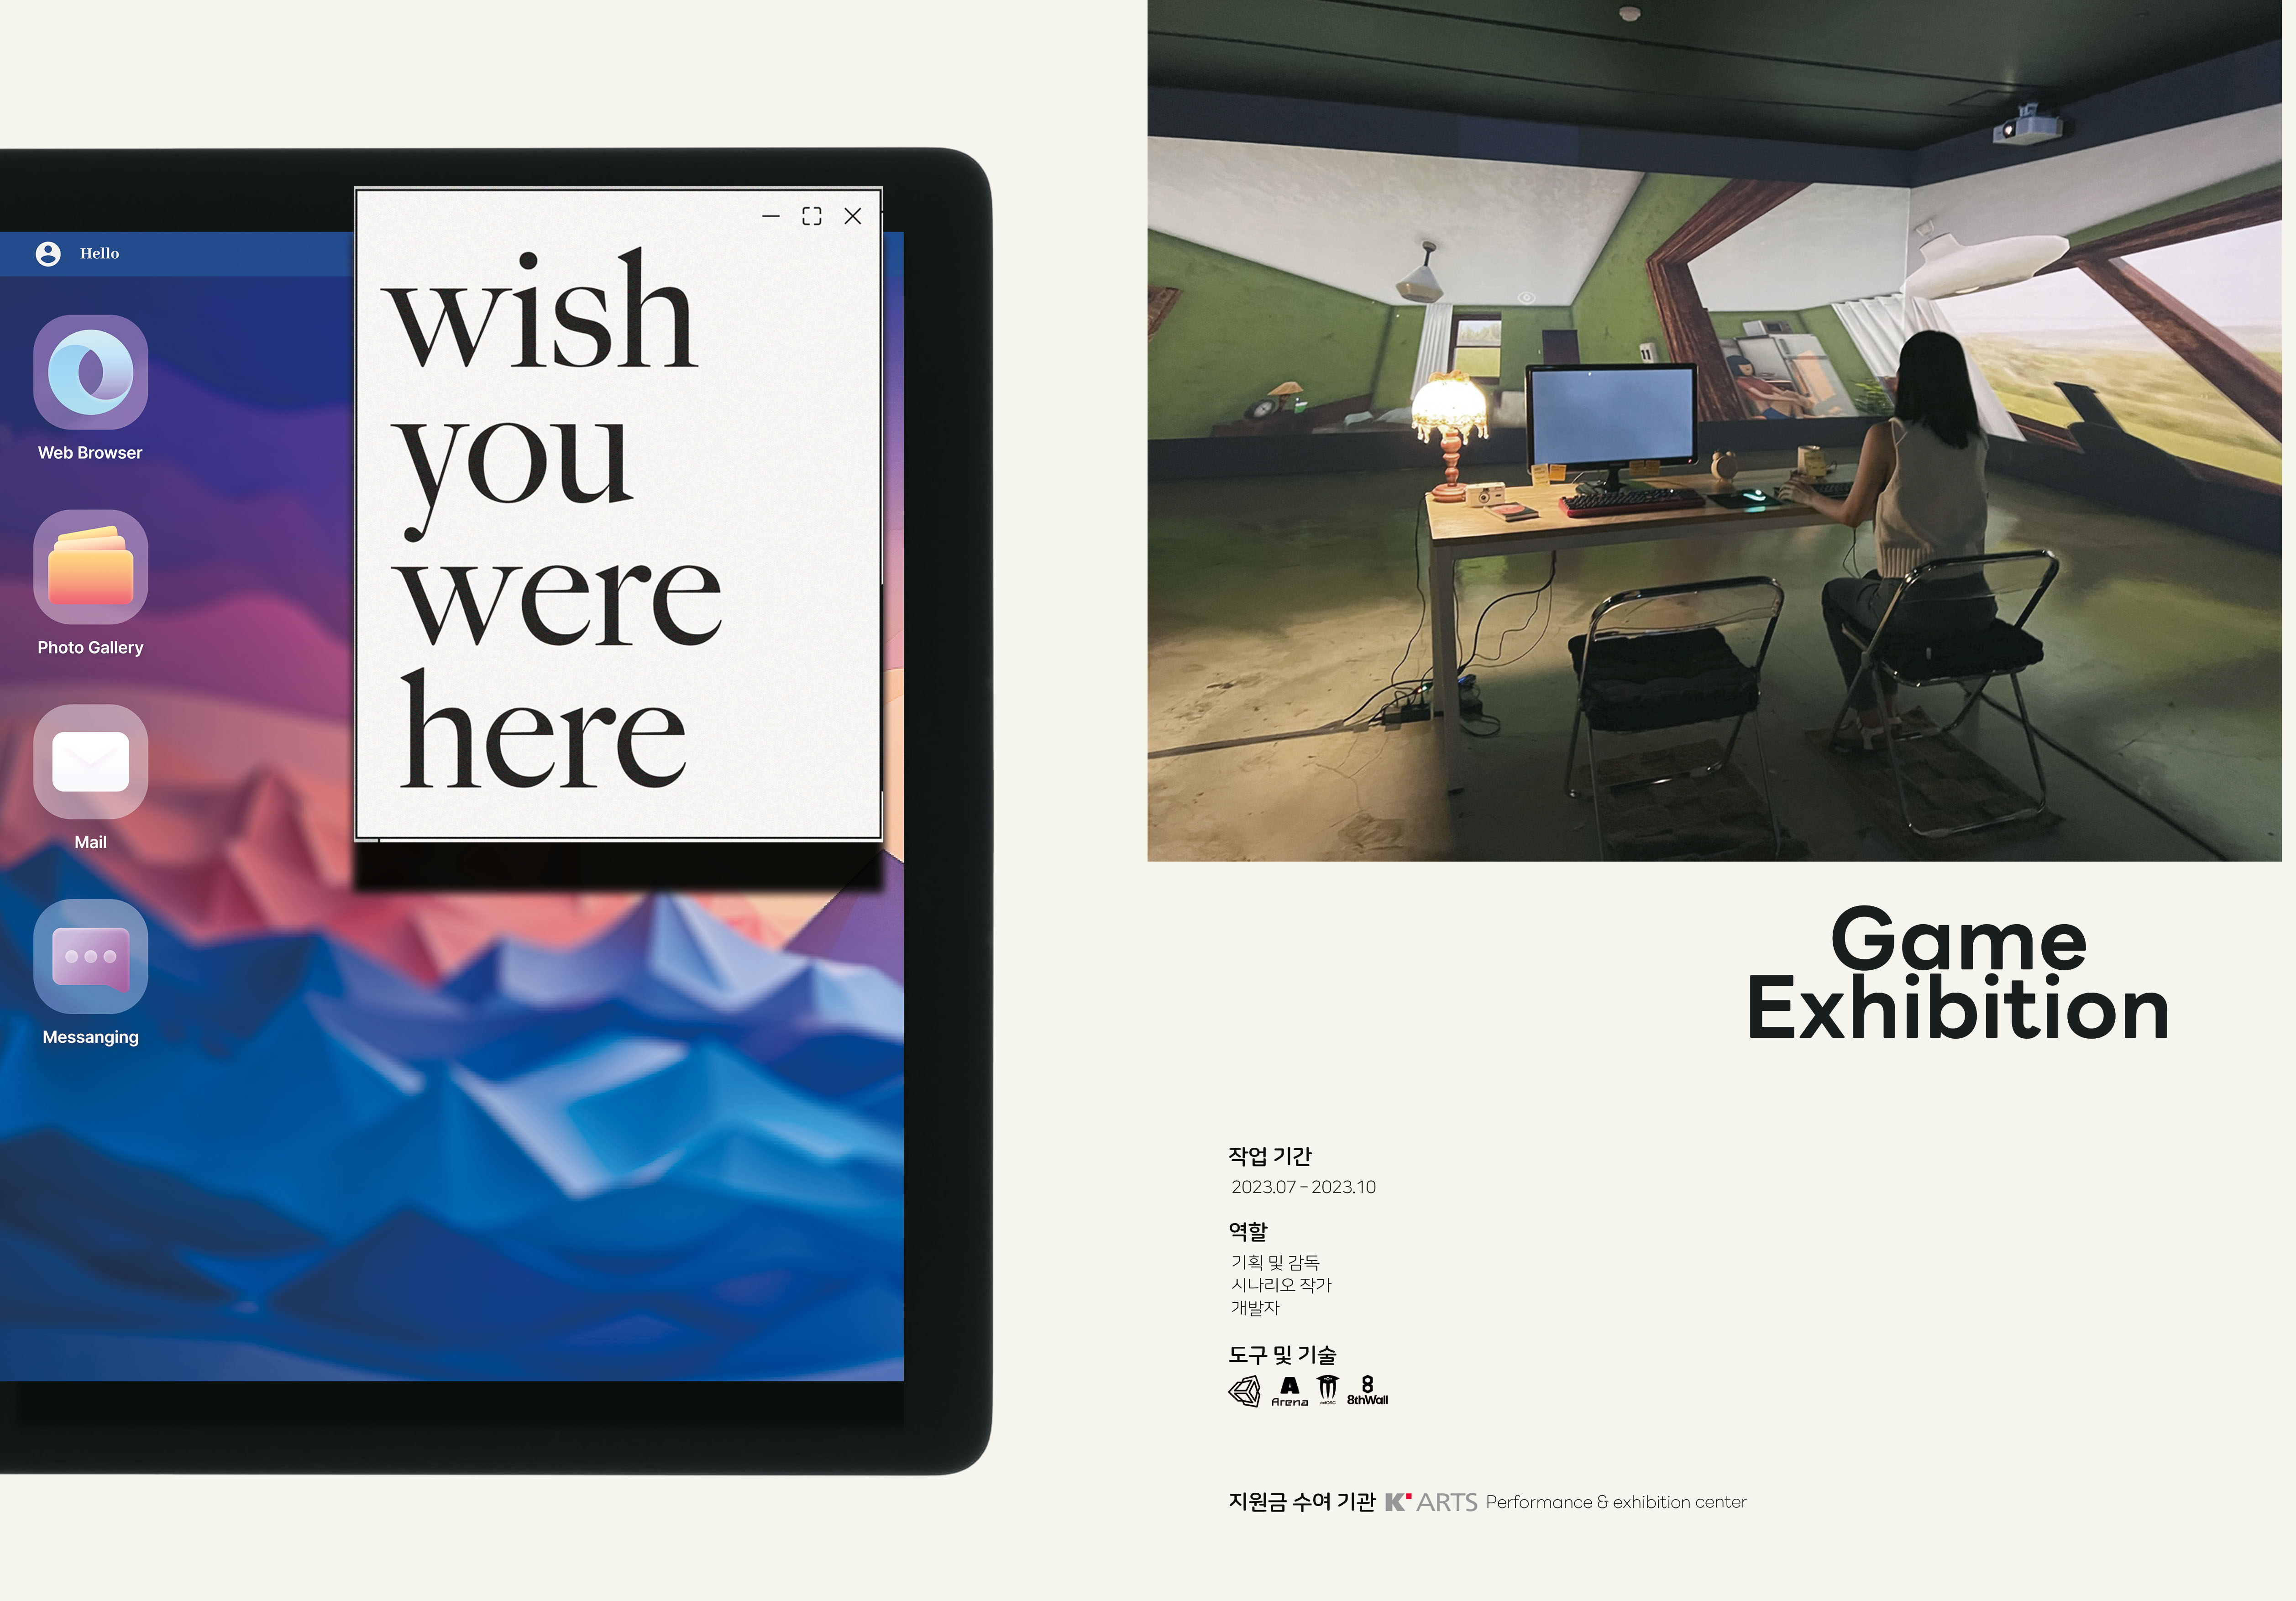 Hello
Web Browser
Photo Gallery
Mail
Messanging
wish
you
were
here
Game
Exhibition
작업 기간
2023.07 – 2023.10
역할
기획 및 감독
시나리오 작가
개발자
도구 및 기술
A
Arena
extOSC
8
8thWall
지원금 수여 기관 K ARTS Performance & exhibition center